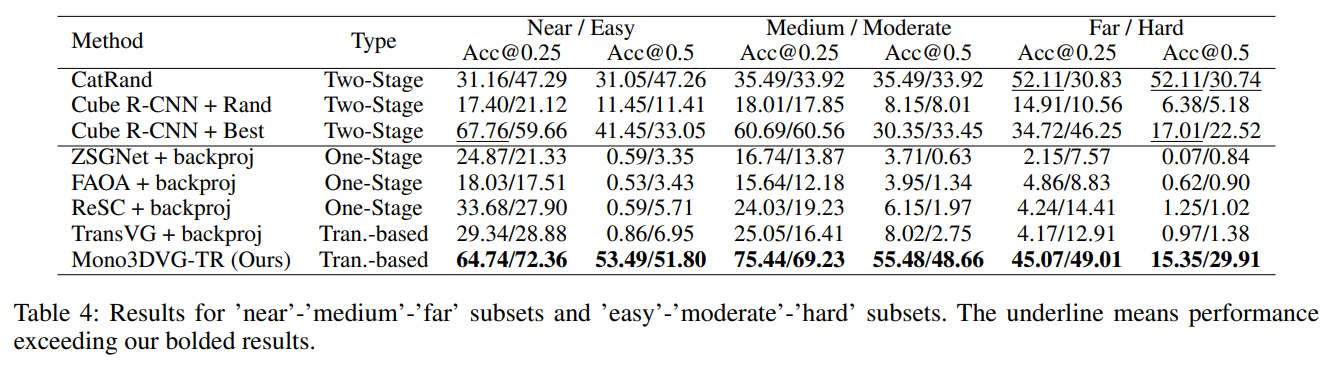 Method Type Near / Easy Medium / Moderate Far / Hard
Acc@0.25 Acc@0.5 Acc@0.25 Acc@0.5 Acc@0.25 Acc@0.5
CatRand Two-Stage 31.16/47.29 31.05/47.26 35.49/33.92 35.49/33.92 52.11/30.83 52.11/30.74
Cube R-CNN + Rand Two-Stage 17.40/21.12 11.45/11.41 18.01/17.85 8.15/8.01 14.91/10.56 6.38/5.18
Cube R-CNN + Best Two-Stage 67.76/59.66 41.45/33.05 60.69/60.56 30.35/33.45 34.72/46.25 17.01/22.52
ZSGNet + backproj One-Stage 24.87/21.33 0.59/3.35 16.74/13.87 3.71/0.63 2.15/7.57 0.07/0.84
FAOA + backproj One-Stage 18.03/17.51 0.53/3.43 15.64/12.18 3.95/1.34 4.86/8.83 0.62/0.90
ReSC + backproj One-Stage 33.68/27.90 0.59/5.71 24.03/19.23 6.15/1.97 4.24/14.41 1.25/1.02
TransVG + backproj Tran.-based 29.34/28.88 0.86/6.95 25.05/16.41 8.02/2.75 4.17/12.91 0.97/1.38
Mono3DVG-TR (Ours) Tran.-based 64.74/72.36 53.49/51.80 75.44/69.23 55.48/48.66 45.07/49.01 15.35/29.91
Table 4: Results for ’near’-’medium’-’far’ subsets and ’easy’-’moderate’-’hard’ subsets. The underline means performance
exceeding our bolded results.